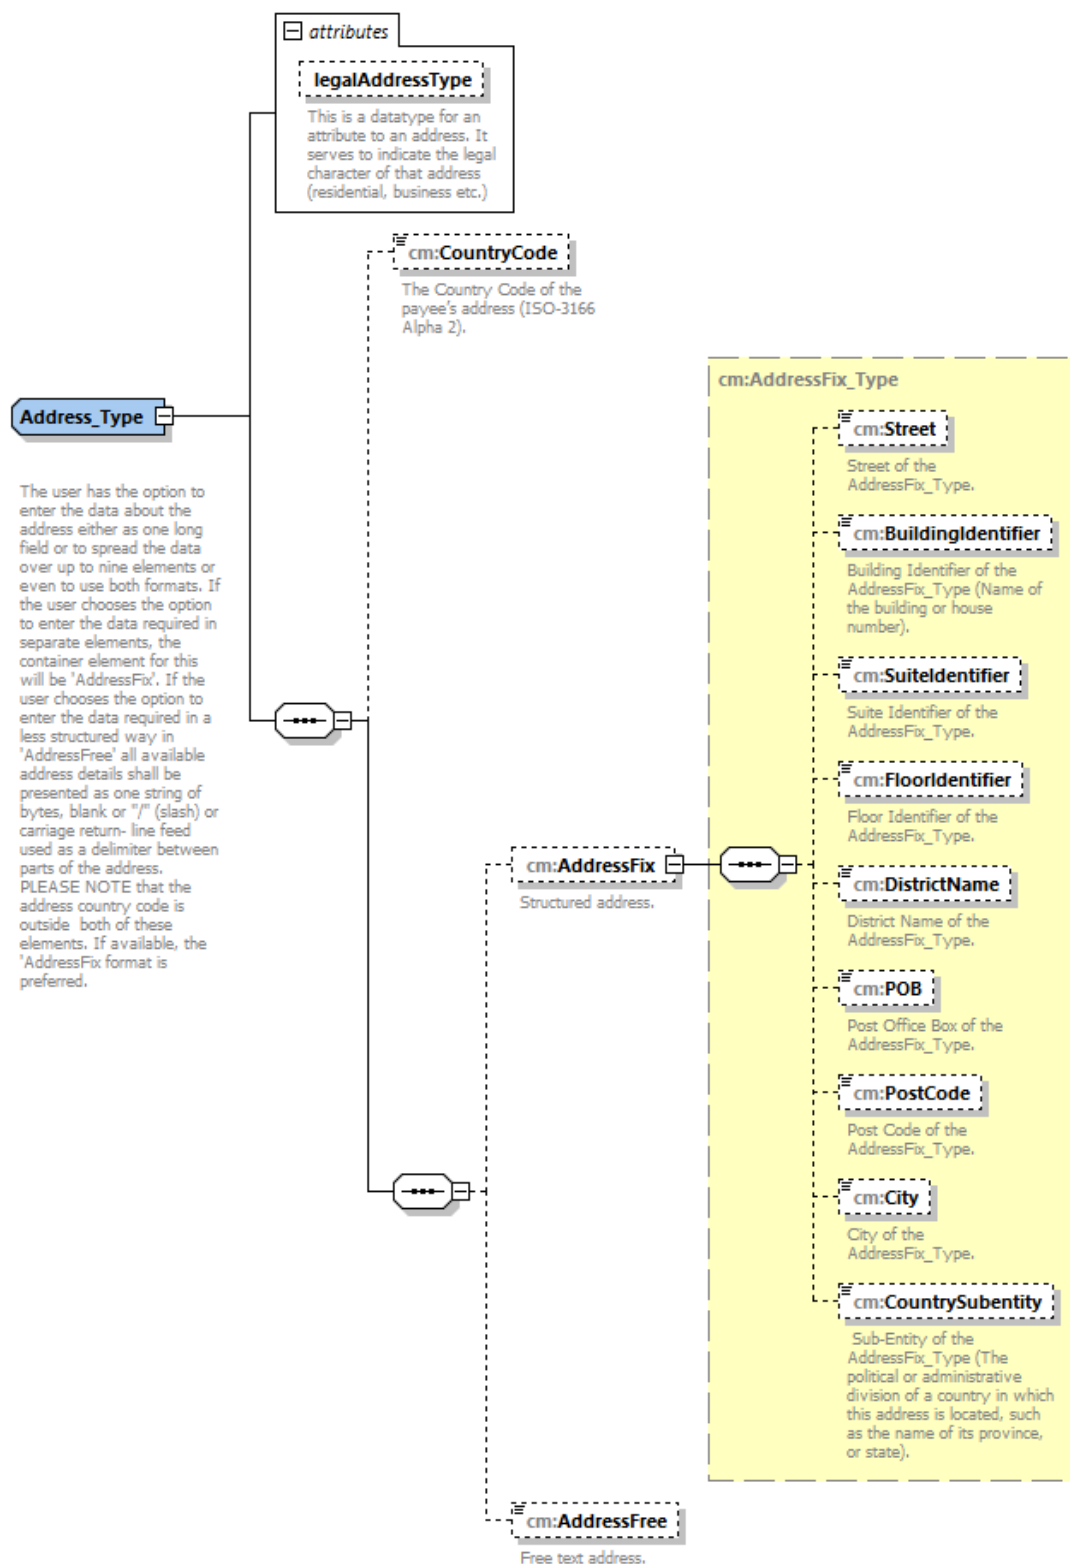 attributes
legalAddressType
This is a datatype for an
attribute to an address. It
serves to indicate the legal
character of that address
(residential, business etc.)
cm:CountryCode
The Country Code of the
payee's address (ISO-3166
Alpha 2).
Address_Type
The user has the option to
enter the data about the
address either as one long
field or to spread the data
over up to nine elements or
even to use both formats. If
the user chooses the option
to enter the data required in
separate elements, the
container element for this
will be 'AddressFix'. If the
user chooses the option to
enter the data required in a
less structured way in
'AddressFree' all available
address details shall be
presented as one string of
bytes, blank or "/" (slash) or
carriage return- line feed
used as a delimiter between
parts of the address.
PLEASE NOTE that the
address country code is
outside  both of these
elements. If available, the
'AddressFix format is
preferred.
cm:AddressFix
Structured address.
cm:AddressFix_Type
cm:Street
Street of the
AddressFix_Type.
cm:BuildingIdentifier
Building Identifier of the
AddressFix_Type (Name of
the building or house
number).
cm:SuiteIdentifier
Suite Identifier of the
AddressFix_Type.
cm:FloorIdentifier
Floor Identifier of the
AddressFix_Type.
cm:DistrictName
District Name of the
AddressFix_Type.
cm:POB
Post Office Box of the
AddressFix_Type.
cm:PostCode
Post Code of the
AddressFix_Type.
cm:City
City of the
AddressFix_Type.
cm:CountrySubentity
Sub-Entity of the
AddressFix_Type (The
political or administrative
division of a country in which
this address is located, such
as the name of its province,
or state).
cm:AddressFree
Free text address.